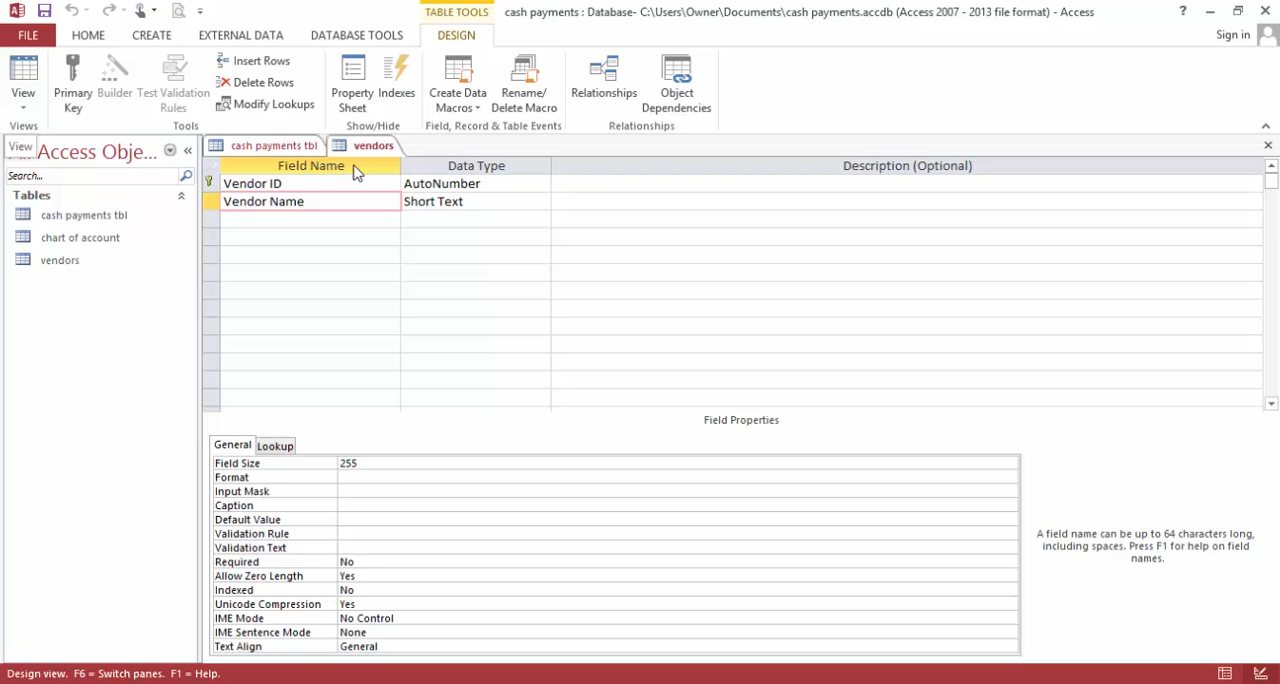 TABLE TOOLS
cash payments : Database- C:\Users\Owner\Documents\cash payments.accdb (Access 2007 - 2013 file format) - Access
FILE HOME CREATE EXTERNAL DATA DATABASE TOOLS DESIGN Sign in
View
Primary Key
Builder
Test Validation Rules
Insert Rows
Delete Rows
Modify Lookups
Property Sheet
Indexes
Create Data Macros
Rename/ Delete Macro
Relationships
Object Dependencies
Views Tools Show/Hide Field, Record & Table Events Relationships
View
Access Obje...
Search...
Tables
cash payments tbl
chart of account
vendors
cash payments tbl vendors
Field Name Data Type Description (Optional)
Vendor ID AutoNumber
Vendor Name Short Text
Field Properties
General Lookup
Field Size 255
Format
Input Mask
Caption
Default Value
Validation Rule
Validation Text
Required No
Allow Zero Length Yes
Indexed No
Unicode Compression Yes
IME Mode No Control
IME Sentence Mode None
Text Align General
A field name can be up to 64 characters long,
including spaces. Press F1 for help on field
names.
Design view. F6 = Switch panes. F1 = Help.